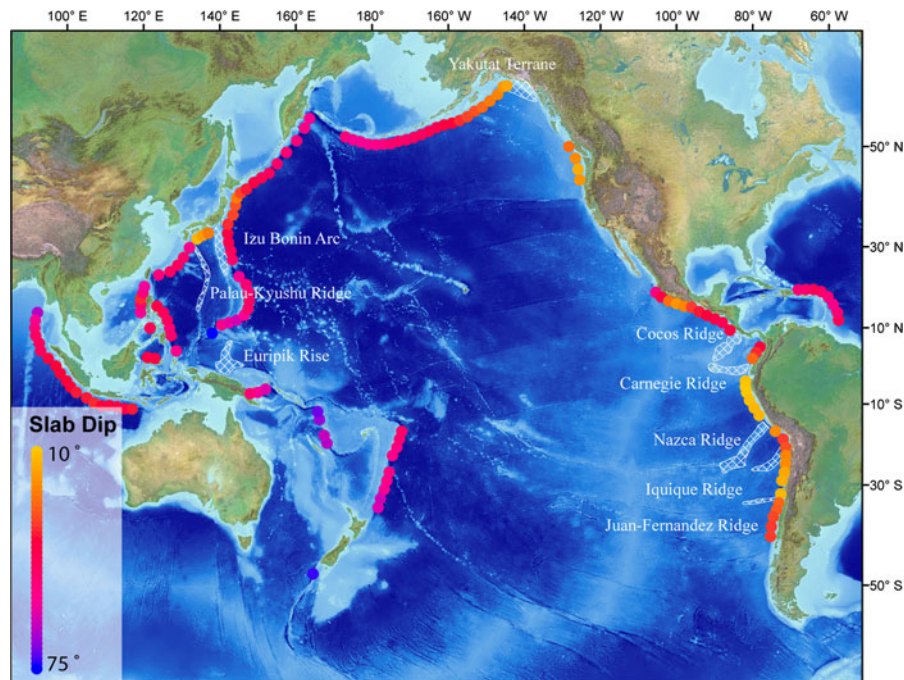 100° E 120° E 140° E 160° E 180° 160° W 140° W 120° W 100° W 80° W 60° W
Yakutat Terrane
50° N
Izu Bonin Arc
30° N
Palau-Kyushu Ridge
Cocos Ridge
10° N
Euripik Rise
Carnegie Ridge
10° S
Slab Dip
10°
Nazca Ridge
30° S
Iquique Ridge
Juan-Fernandez Ridge
50° S
75°